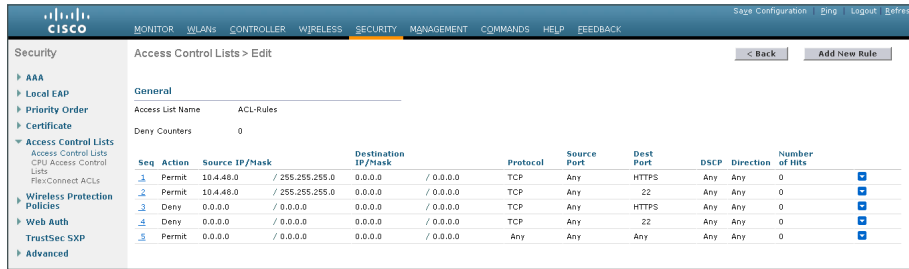 Save Configuration Ping Logout Refres
CISCO
MONITOR WLANs CONTROLLER WIRELESS SECURITY MANAGEMENT COMMANDS HELP FEEDBACK
Security
AAA
Local EAP
Priority Order
Certificate
Access Control Lists
Access Control Lists
CPU Access Control
Lists
FlexConnect ACLs
Wireless Protection
Policies
Web Auth
TrustSec SXP
Advanced
Access Control Lists > Edit
< Back Add New Rule
General
Access List Name ACL-Rules
Deny Counters 0
Seq Action Source IP/Mask Destination IP/Mask Protocol Source Port Dest Port DSCP Direction Number of Hits
1 Permit 10.4.48.0 / 255.255.255.0 0.0.0.0 / 0.0.0.0 TCP Any HTTPS Any Any 0
2 Permit 10.4.48.0 / 255.255.255.0 0.0.0.0 / 0.0.0.0 TCP Any 22 Any Any 0
3 Deny 0.0.0.0 / 0.0.0.0 0.0.0.0 / 0.0.0.0 TCP Any HTTPS Any Any 0
4 Deny 0.0.0.0 / 0.0.0.0 0.0.0.0 / 0.0.0.0 TCP Any 22 Any Any 0
5 Permit 0.0.0.0 / 0.0.0.0 0.0.0.0 / 0.0.0.0 Any Any Any Any Any 0